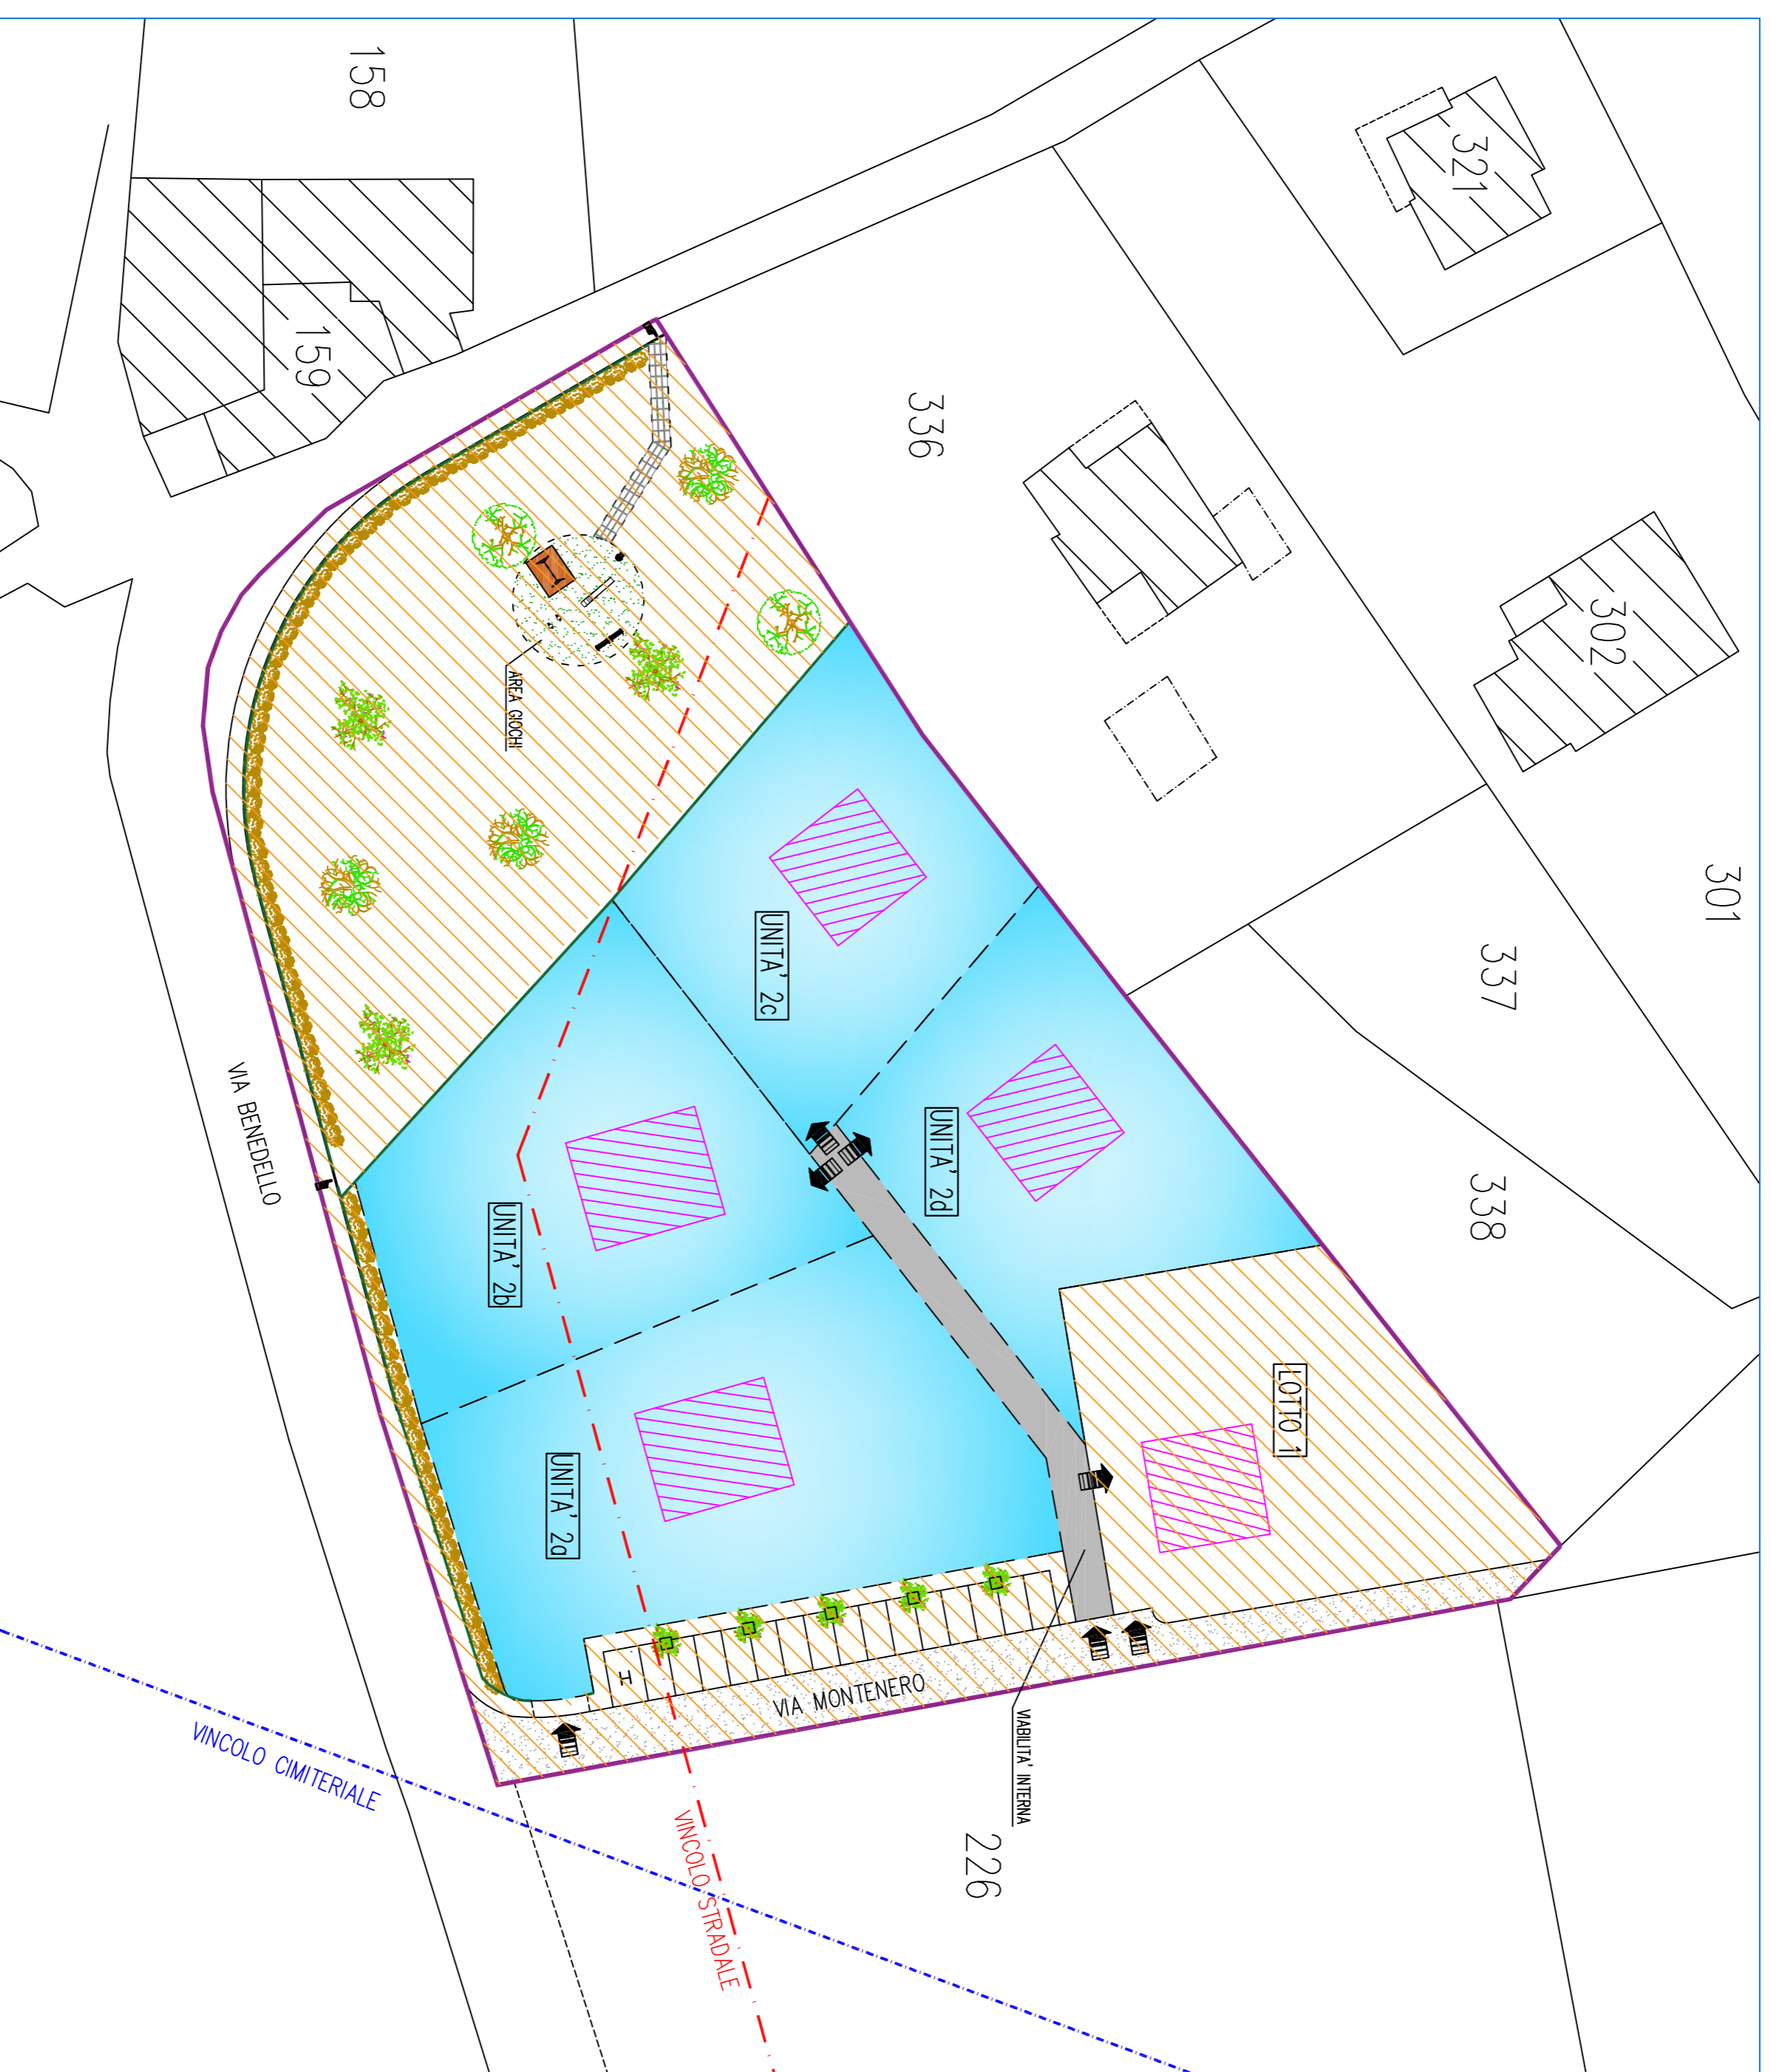 158
159
321
336
302
301
337
338
AREA GIOCHI
UNITA' 2c
UNITA' 2d
UNITA' 2b
UNITA' 2a
LOTTO 1
VIA BENEDELLO
H
VIA MONTENERO
VIABILITA' INTERNA
226
VINCOLO CIMITERIALE
VINCOLO STRADALE